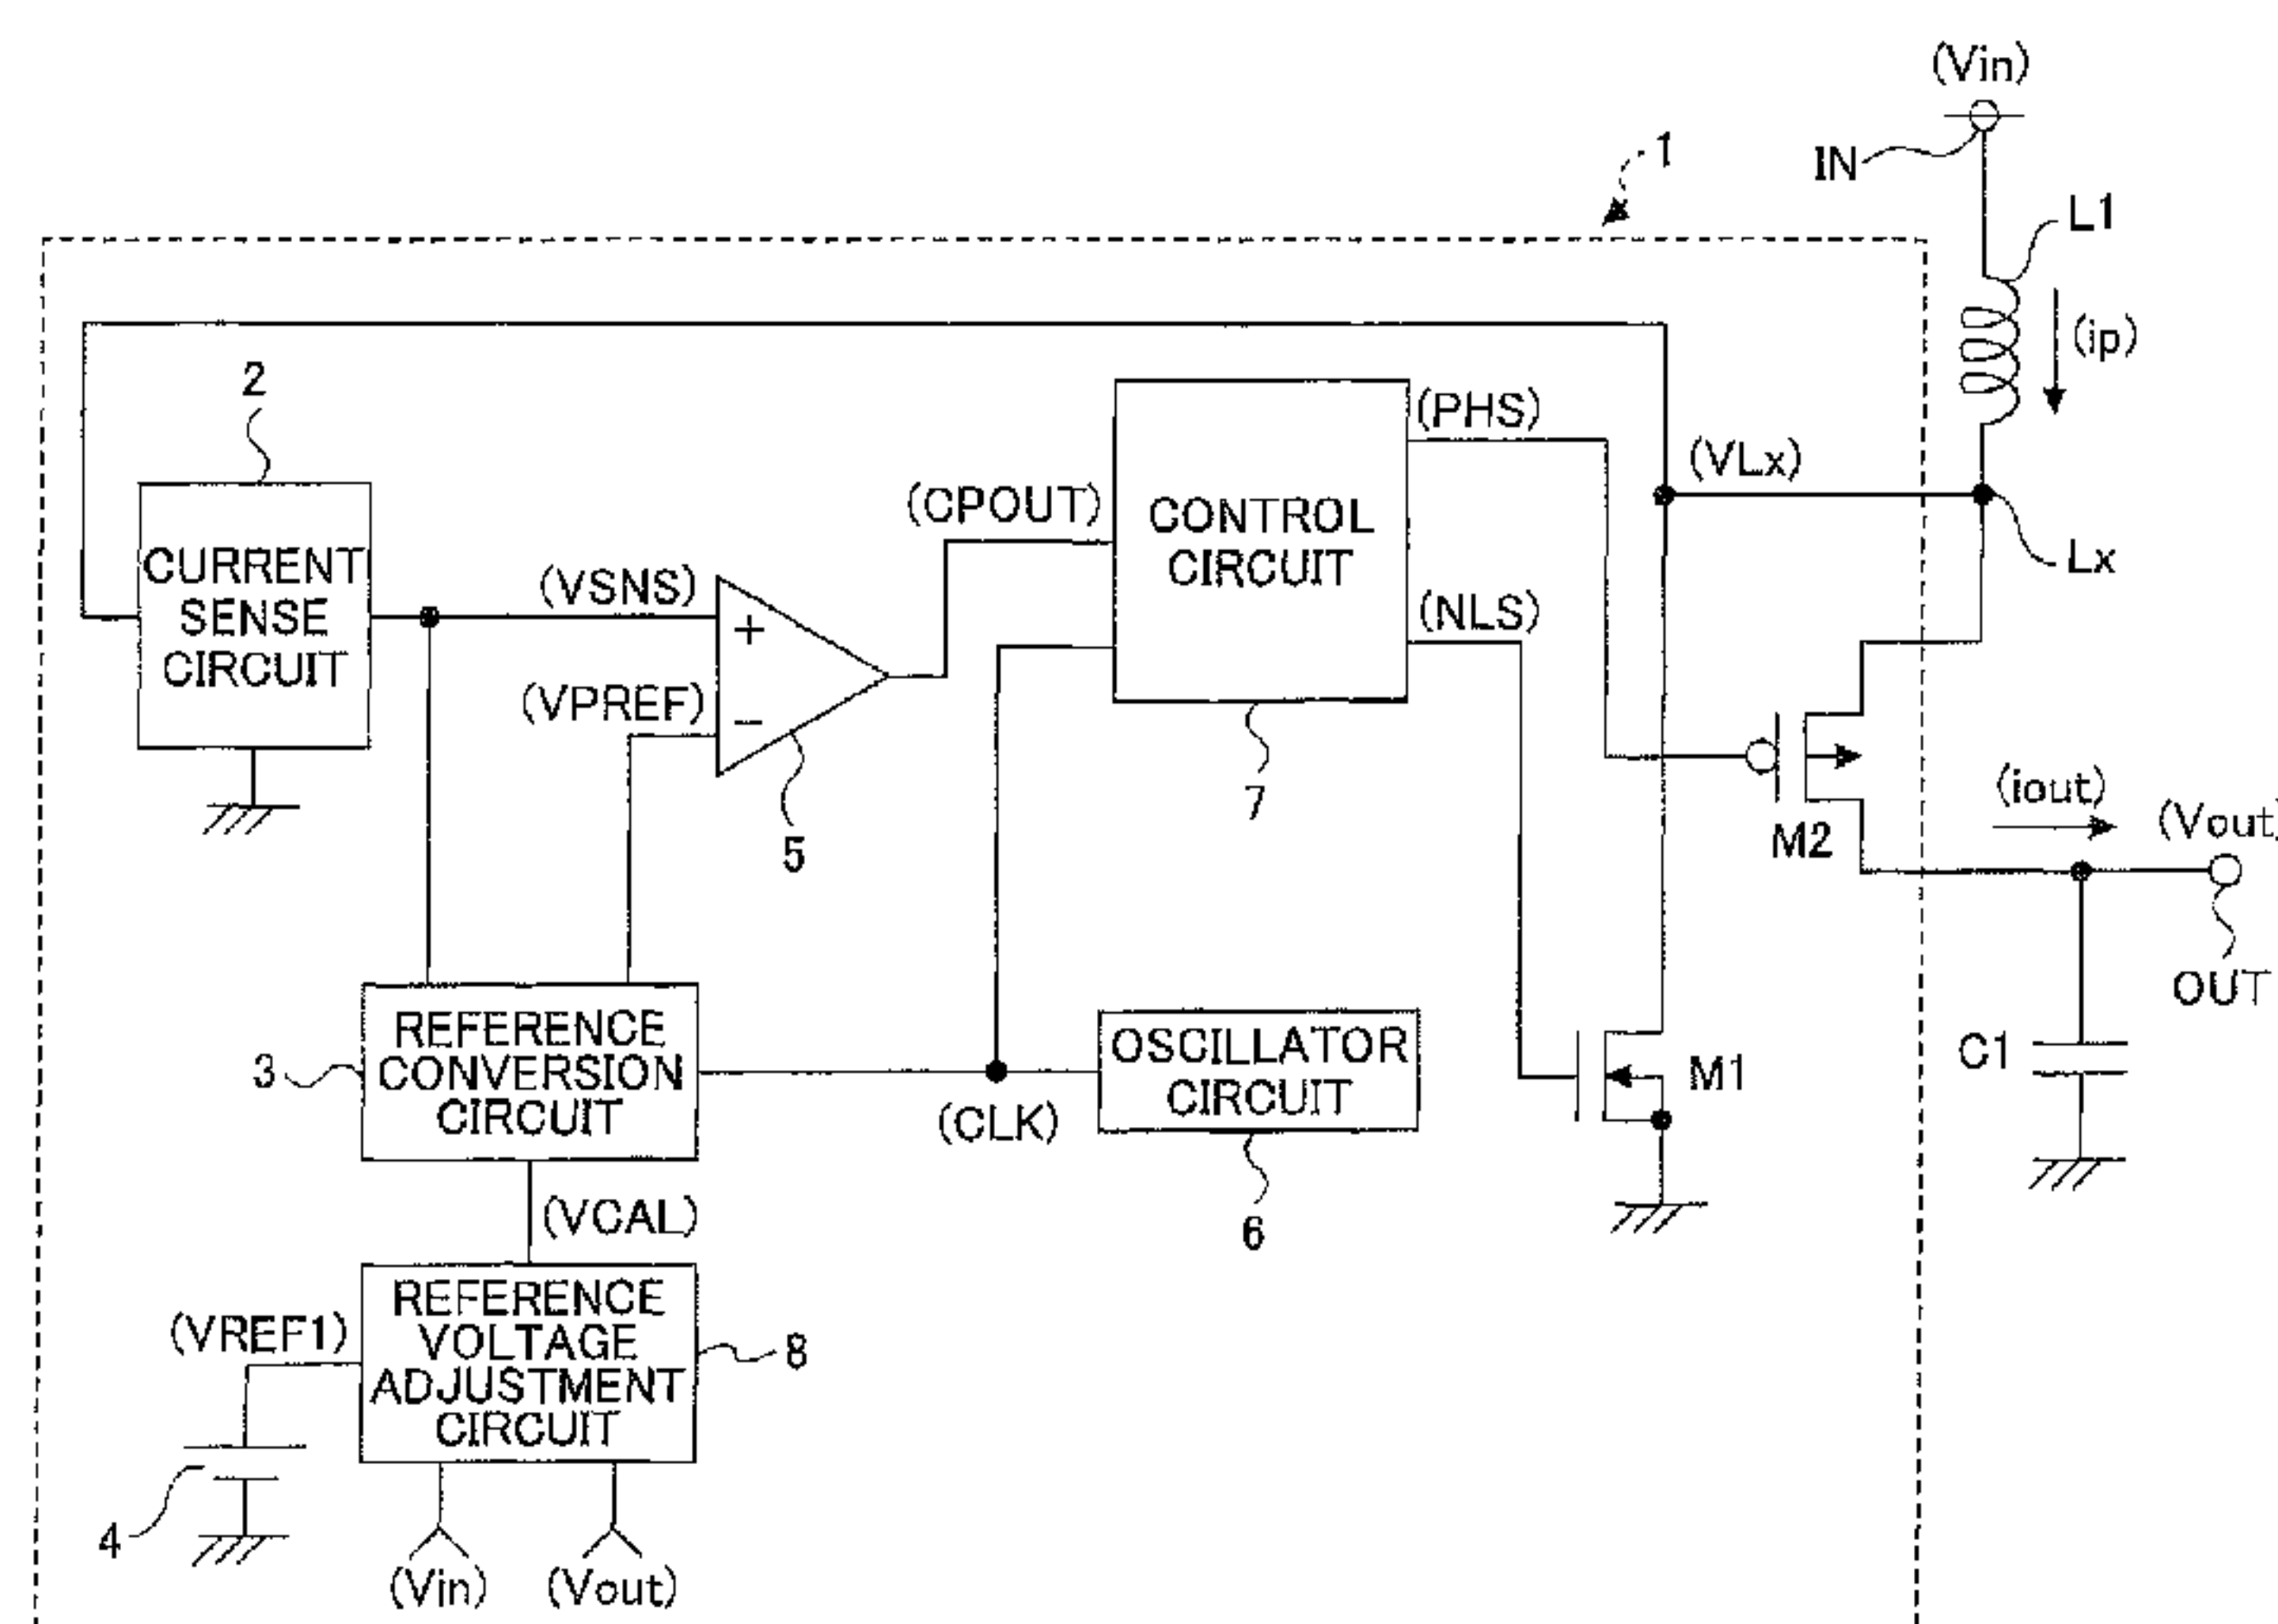 (Vin)
1
IN
L1
2
(ip)
(PHS)
(VLx)
(CPOUT)
CONTROL
CIRCUIT
CURRENT
SENSE
CIRCUIT
(VSNS)
Lx
(NLS)
+
(VPREF)
−
7
(iout)
(Vout)
M2
5
OUT
REFERENCE
CONVERSION
CIRCUIT
3
OSCILLATOR
CIRCUIT
C1
M1
(CLK)
(VCAL)
6
REFERENCE
VOLTAGE
ADJUSTMENT
CIRCUIT
(VREF1)
8
4
(Vin)
(Vout)